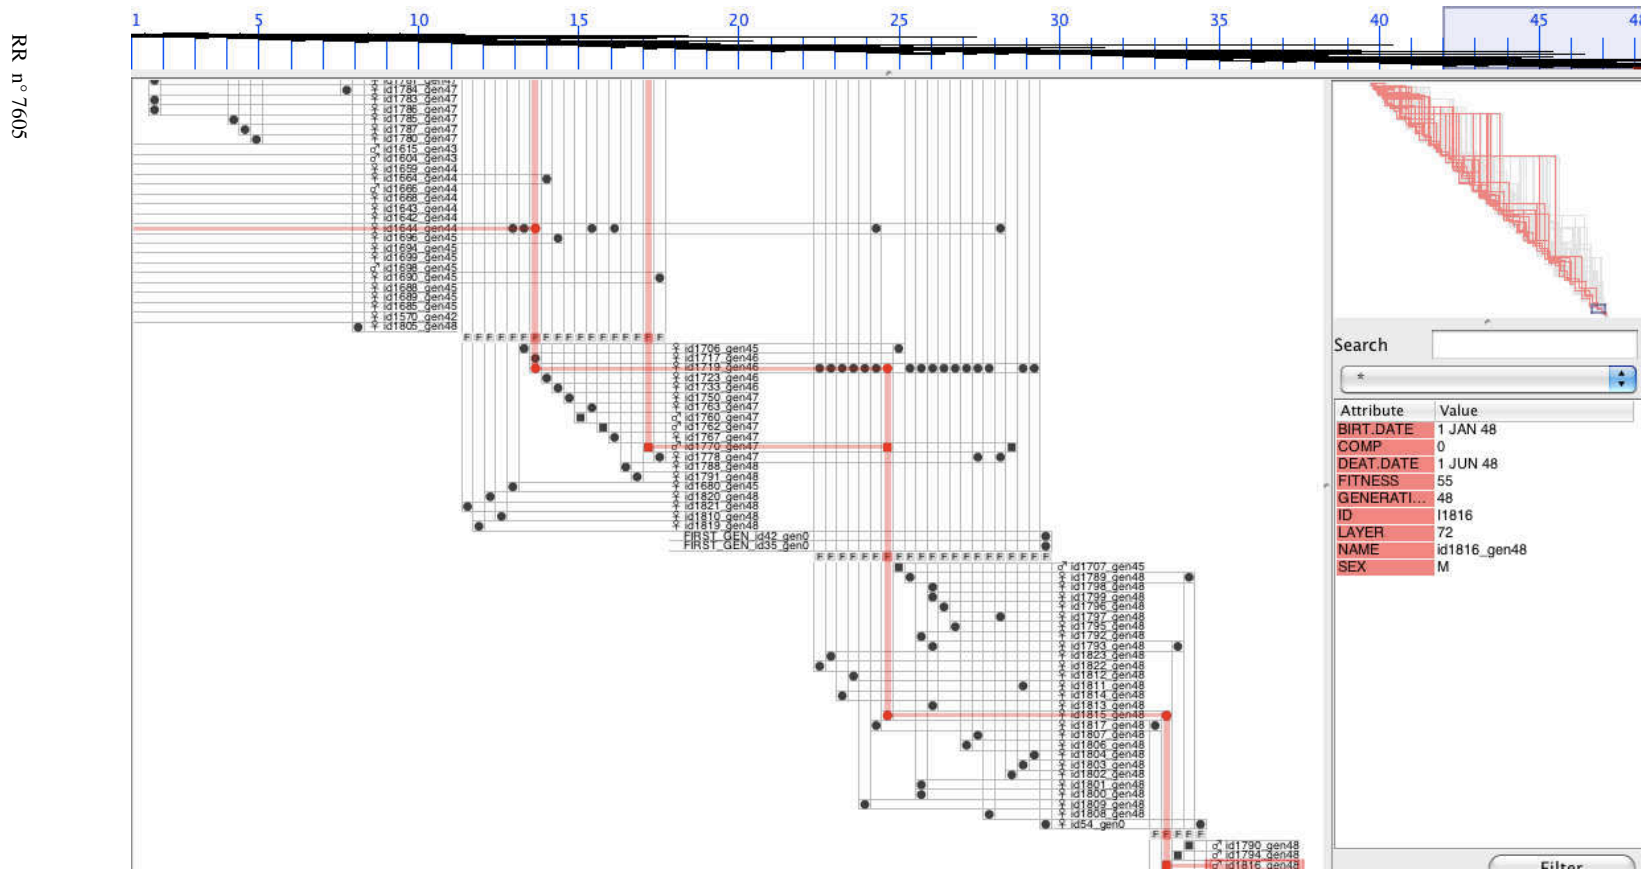 RR n° 7605
1 5 10 15 20 25 30 35 40 45 48
♀ id1791_gen47
♀ id1784_gen47
♀ id1783_gen47
♀ id1786_gen47
♀ id1785_gen47
♀ id1787_gen47
♀ id1780_gen47
♂ id1615_gen43
♂ id1604_gen43
♀ id1659_gen44
♀ id1664_gen44
♂ id1666_gen44
♀ id1668_gen44
♀ id1643_gen44
♀ id1642_gen44
♀ id1644_gen44
♀ id1696_gen45
♀ id1694_gen45
♀ id1699_gen45
♂ id1698_gen45
♀ id1690_gen45
♀ id1688_gen45
♀ id1689_gen45
♀ id1685_gen45
♀ id1570_gen42
♀ id1805_gen48
F F F F F F F F F F F F F F F F F F
♀ id1706_gen45
♀ id1717_gen46
♀ id1719_gen46
♀ id1723_gen46
♀ id1733_gen46
♀ id1750_gen47
♀ id1763_gen47
♂ id1760_gen47
♂ id1762_gen47
♀ id1767_gen47
♂ id1770_gen47
♀ id1778_gen47
♀ id1788_gen48
♀ id1791_gen48
♀ id1680_gen45
♀ id1820_gen48
♀ id1821_gen48
♀ id1810_gen48
♀ id1819_gen48
FIRST_GEN_id42_gen0
FIRST_GEN_id35_gen0
F F F F F F F F F F F F F F F F F F F F F
♂ id1707_gen45
♀ id1789_gen48
♀ id1798_gen48
♀ id1799_gen48
♀ id1796_gen48
♀ id1797_gen48
♀ id1795_gen48
♀ id1792_gen48
♀ id1793_gen48
♀ id1823_gen48
♀ id1822_gen48
♀ id1812_gen48
♀ id1811_gen48
♀ id1814_gen48
♀ id1813_gen48
♀ id1815_gen48
♀ id1817_gen48
♀ id1807_gen48
♀ id1806_gen48
♀ id1804_gen48
♀ id1803_gen48
♀ id1802_gen48
♀ id1801_gen48
♀ id1800_gen48
♀ id1809_gen48
♀ id1808_gen48
♀ id54_gen0
F F F F F
♂ id1790_gen48
♂ id1794_gen48
♂ id1816_gen48
Search
*
Attribute Value
BIRT.DATE 1 JAN 48
COMP 0
DEAT.DATE 1 JUN 48
FITNESS 55
GENERATI... 48
ID I1816
LAYER 72
NAME id1816_gen48
SEX M
Filter